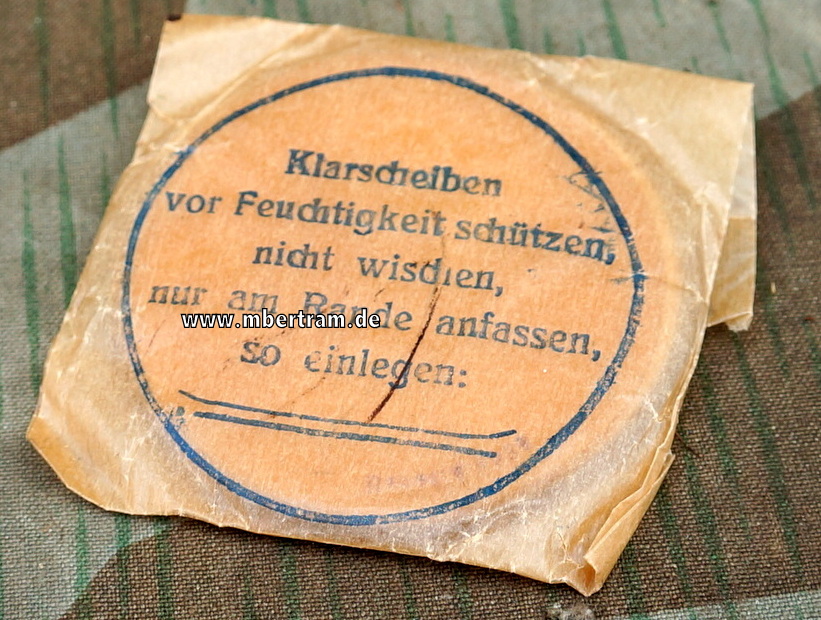 Klarscheiben
vor Feuchtigkeit schützen,
nicht wischen,
nur am Rande anfassen,
www.mbertram.de
so einlegen: